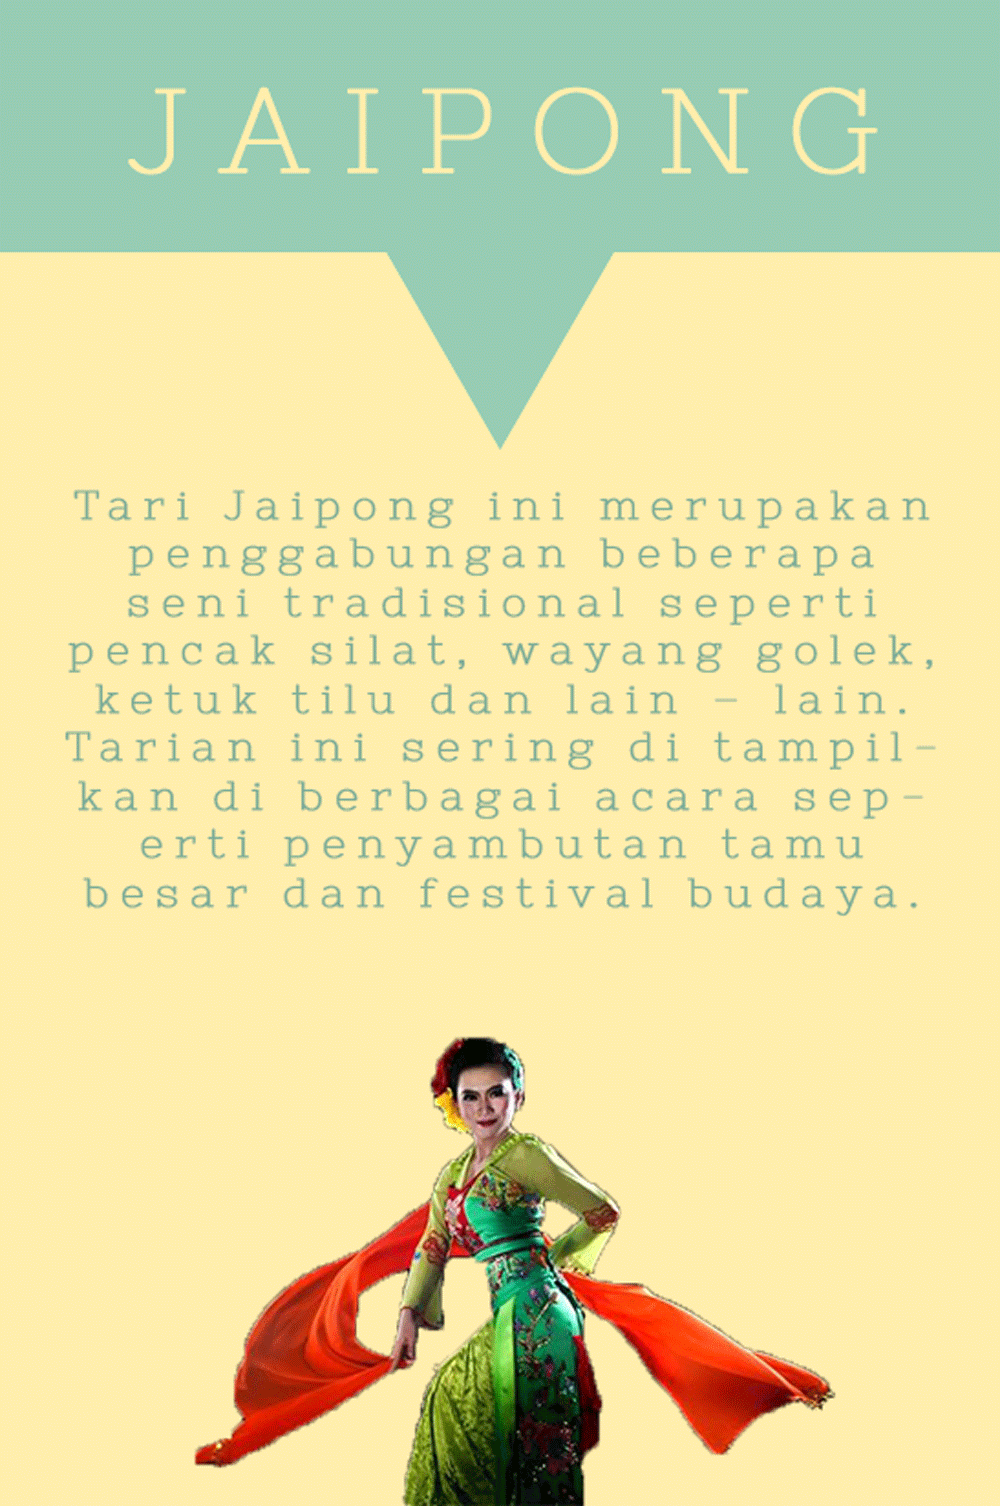 JAIPONG
Tari Jaipong ini merupakan
penggabungan beberapa
seni tradisional seperti
pencak silat, wayang golek,
ketuk tilu dan lain - lain.
Tarian ini sering di tampil-
kan di berbagai acara sep-
erti penyambutan tamu
besar dan festival budaya.